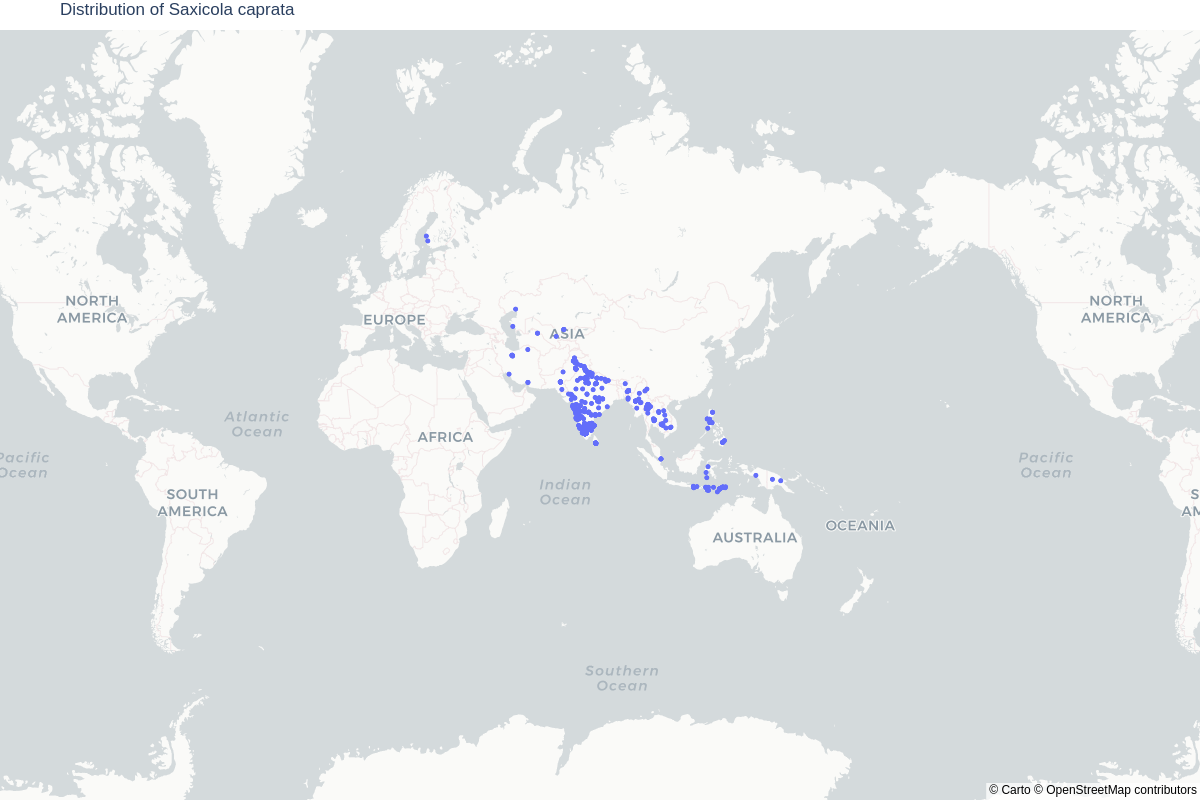 Distribution of Saxicola caprata
NORTH
AMERICA
NORTH
AMERICA
EUROPE
ASIA
Atlantic
Ocean
AFRICA
Pacific
Ocean
Pacific
Ocean
Indian
Ocean
SOUTH
AMERICA
S
AM
OCEANIA
AUSTRALIA
Southern
Ocean
© Carto © OpenStreetMap contributors